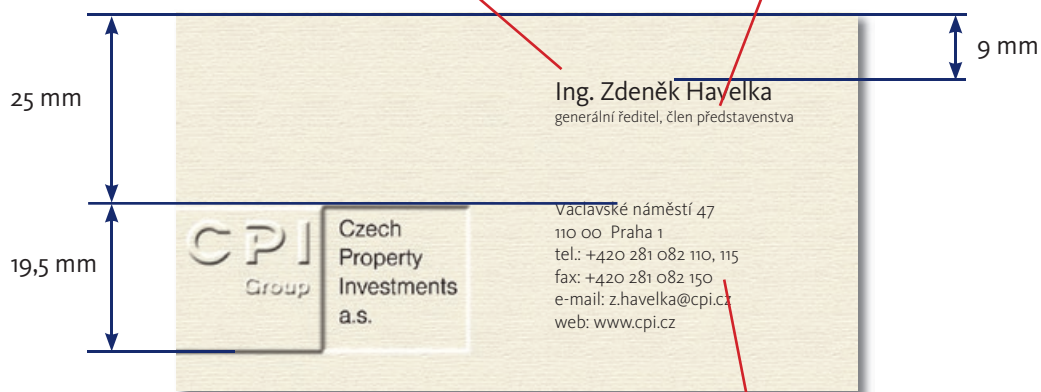 9 mm
25 mm
Ing. Zdeněk Havelka
generální ředitel, člen představenstva
19,5 mm
CPI
Group
Czech
Property
Investments
a.s.
Václavské náměstí 47
110 00 Praha 1
tel.: +420 281 082 110, 115
fax: +420 281 082 150
e-mail: z.havelka@cpi.cz
web: www.cpi.cz